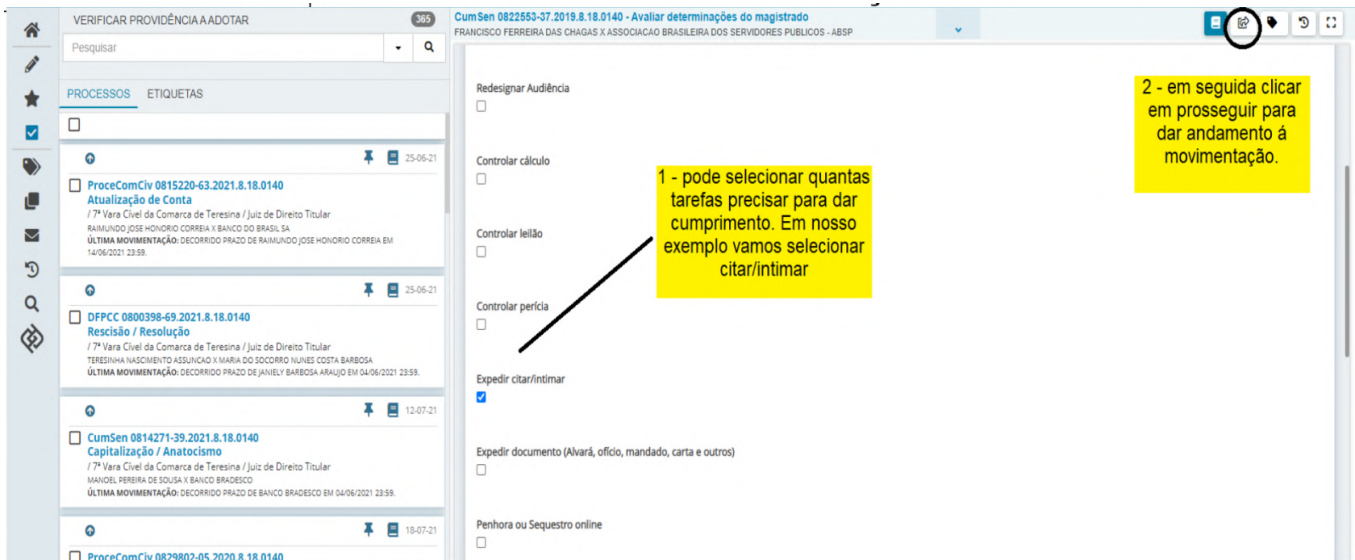 VERIFICAR PROVIDÊNCIA A ADOTAR
365
Pesquisar
PROCESSOS
ETIQUETAS
25-06-21
ProceComCiv 0815220-63.2021.8.18.0140
Atualização de Conta
/ 7ª Vara Cível da Comarca de Teresina / Juiz de Direito Titular
RAIMUNDO JOSE HONORIO CORREIA X BANCO DO BRASIL SA
ÚLTIMA MOVIMENTAÇÃO: DECORRIDO PRAZO DE RAIMUNDO JOSE HONORIO CORREIA EM
14/06/2021 23:59.
25-06-21
DFPCC 0800398-69.2021.8.18.0140
Rescisão / Resolução
/ 7ª Vara Cível da Comarca de Teresina / Juiz de Direito Titular
TERESINHA NASCIMENTO ASSUNCAO X MARIA DO SOCORRO NUNES COSTA BARBOSA
ÚLTIMA MOVIMENTAÇÃO: DECORRIDO PRAZO DE JANIELY BARBOSA ARAUJO EM 04/06/2021 23:59.
12-07-21
CumSen 0814271-39.2021.8.18.0140
Capitalização / Anatocismo
/ 7ª Vara Cível da Comarca de Teresina / Juiz de Direito Titular
MANOEL PEREIRA DE SOUSA X BANCO BRADESCO
ÚLTIMA MOVIMENTAÇÃO: DECORRIDO PRAZO DE BANCO BRADESCO EM 04/06/2021 23:59.
18-07-21
ProceComCiv 0829802-05.2020.8.18.0140
CumSen 0822553-37.2019.8.18.0140 - Avaliar determinações do magistrado
FRANCISCO FERREIRA DAS CHAGAS X ASSOCIACAO BRASILEIRA DOS SERVIDORES PUBLICOS - ABSP
Redesignar Audiência
Controlar cálculo
Controlar leilão
Controlar perícia
Expedir citar/intimar
Expedir documento (Alvará, ofício, mandado, carta e outros)
Penhora ou Sequestro online
1 - pode selecionar quantas
tarefas precisar para dar
cumprimento. Em nosso
exemplo vamos selecionar
citar/intimar
2 - em seguida clicar
em prosseguir para
dar andamento á
movimentação.